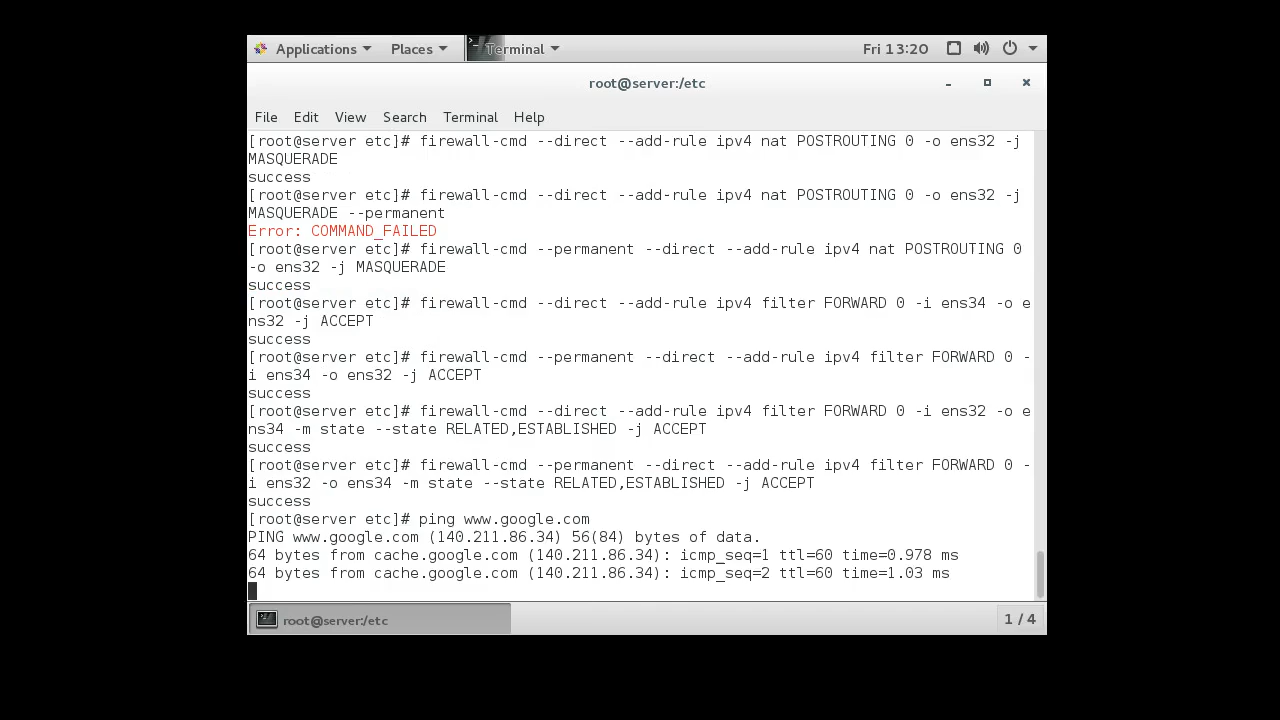 Applications Places Terminal Fri 13:20
root@server:/etc
File Edit View Search Terminal Help
[root@server etc]# firewall-cmd --direct --add-rule ipv4 nat POSTROUTING 0 -o ens32 -j
MASQUERADE
success
[root@server etc]# firewall-cmd --direct --add-rule ipv4 nat POSTROUTING 0 -o ens32 -j
MASQUERADE --permanent
Error: COMMAND_FAILED
[root@server etc]# firewall-cmd --permanent --direct --add-rule ipv4 nat POSTROUTING 0
-o ens32 -j MASQUERADE
success
[root@server etc]# firewall-cmd --direct --add-rule ipv4 filter FORWARD 0 -i ens34 -o e
ns32 -j ACCEPT
success
[root@server etc]# firewall-cmd --permanent --direct --add-rule ipv4 filter FORWARD 0 -
i ens34 -o ens32 -j ACCEPT
success
[root@server etc]# firewall-cmd --direct --add-rule ipv4 filter FORWARD 0 -i ens32 -o e
ns34 -m state --state RELATED,ESTABLISHED -j ACCEPT
success
[root@server etc]# firewall-cmd --permanent --direct --add-rule ipv4 filter FORWARD 0 -
i ens32 -o ens34 -m state --state RELATED,ESTABLISHED -j ACCEPT
success
[root@server etc]# ping www.google.com
PING www.google.com (140.211.86.34) 56(84) bytes of data.
64 bytes from cache.google.com (140.211.86.34): icmp_seq=1 ttl=60 time=0.978 ms
64 bytes from cache.google.com (140.211.86.34): icmp_seq=2 ttl=60 time=1.03 ms
root@server:/etc 1 / 4